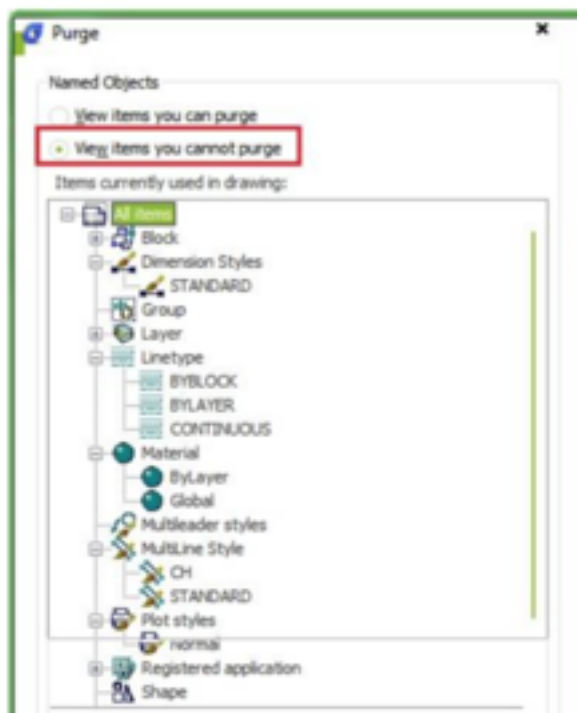 Purge
Named Objects
View items you can purge
View items you cannot purge
Items currently used in drawing:
All items
Block
Dimension Styles
STANDARD
Group
Layer
Linetype
BYBLOCK
BYLAYER
CONTINUOUS
Material
ByLayer
Global
Multileader styles
MultiLine Style
CH
STANDARD
Plot styles
Normal
Registered application
Shape